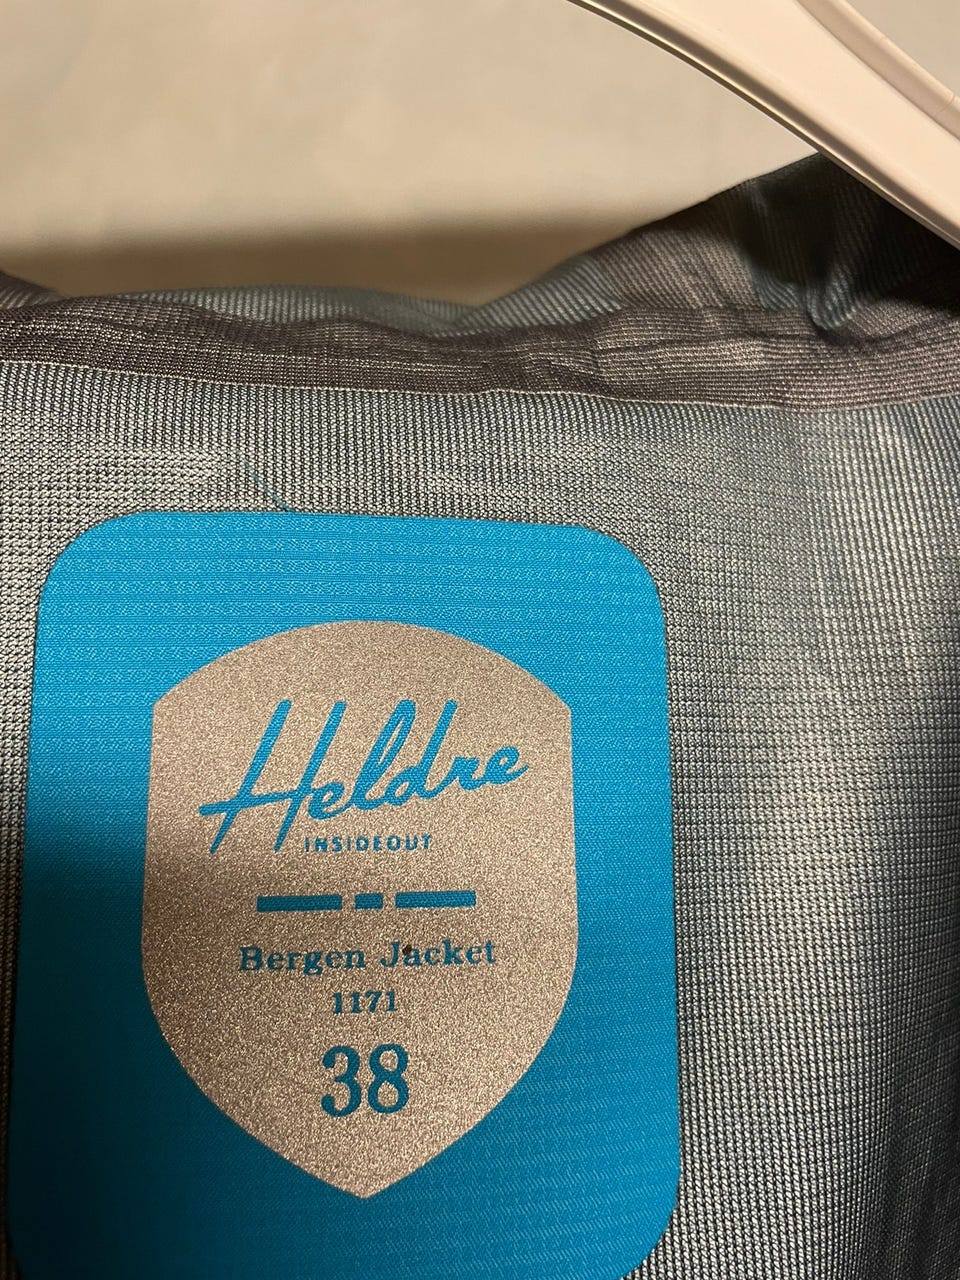 Heldre
INSIDEOUT
Bergen Jacket
1171
38